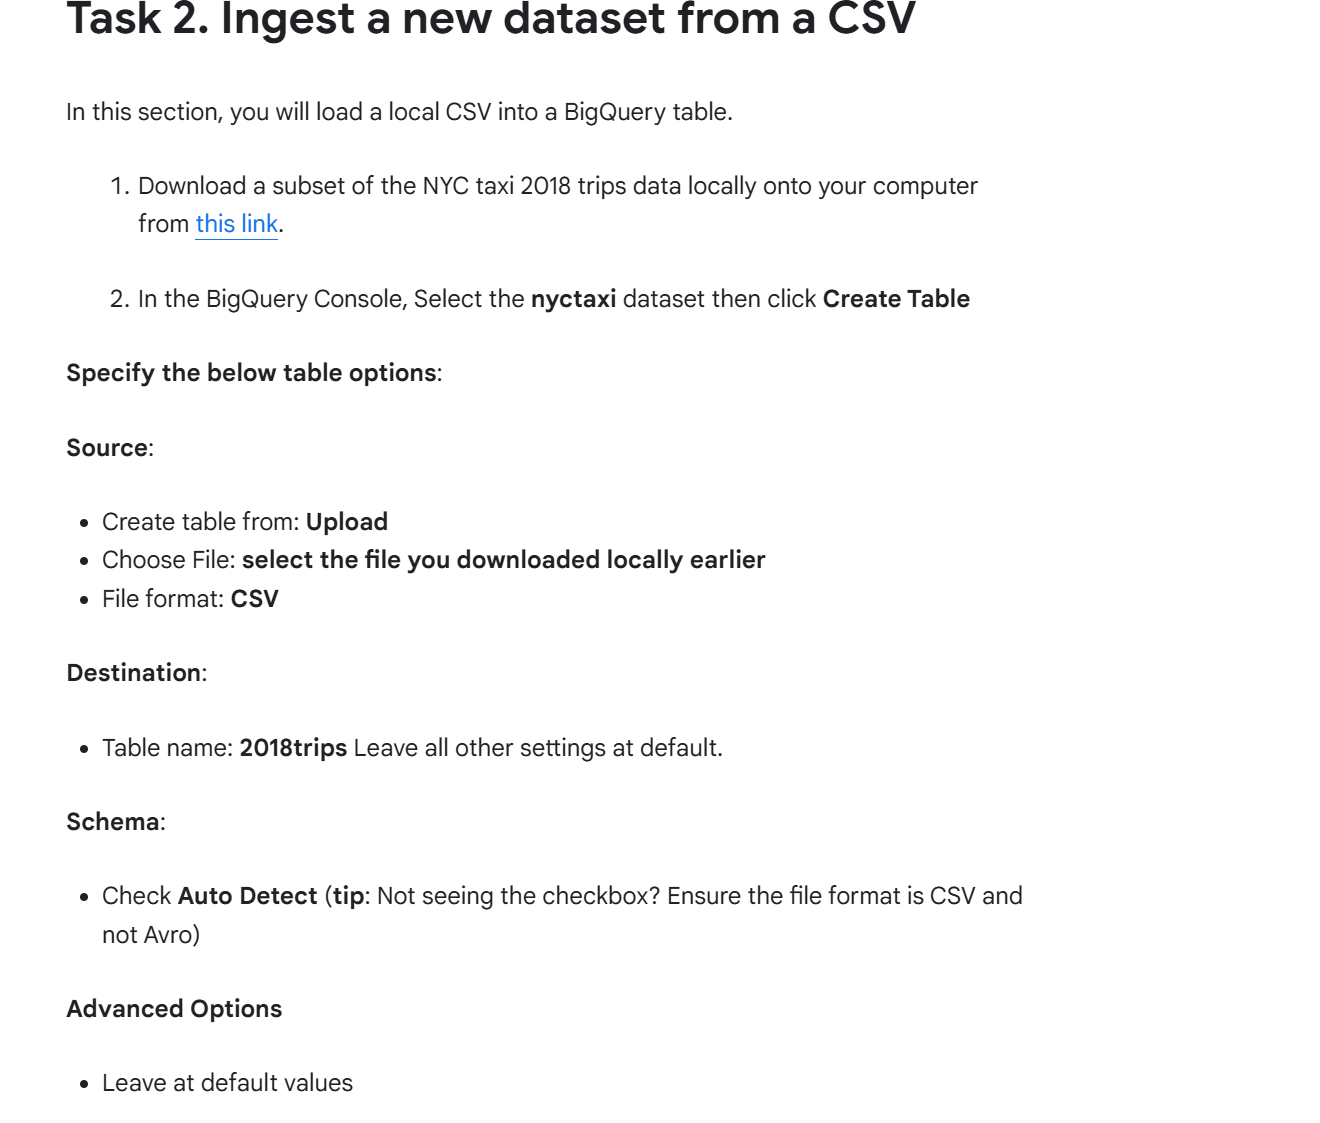 Task 2. Ingest a new dataset from a CSV
In this section, you will load a local CSV into a BigQuery table.
1. Download a subset of the NYC taxi 2018 trips data locally onto your computer
from this link.
2. In the BigQuery Console, Select the nyctaxi dataset then click Create Table
Specify the below table options:
Source:
• Create table from: Upload
• Choose File: select the file you downloaded locally earlier
• File format: CSV
Destination:
• Table name: 2018trips Leave all other settings at default.
Schema:
• Check Auto Detect (tip: Not seeing the checkbox? Ensure the file format is CSV and
not Avro)
Advanced Options
• Leave at default values